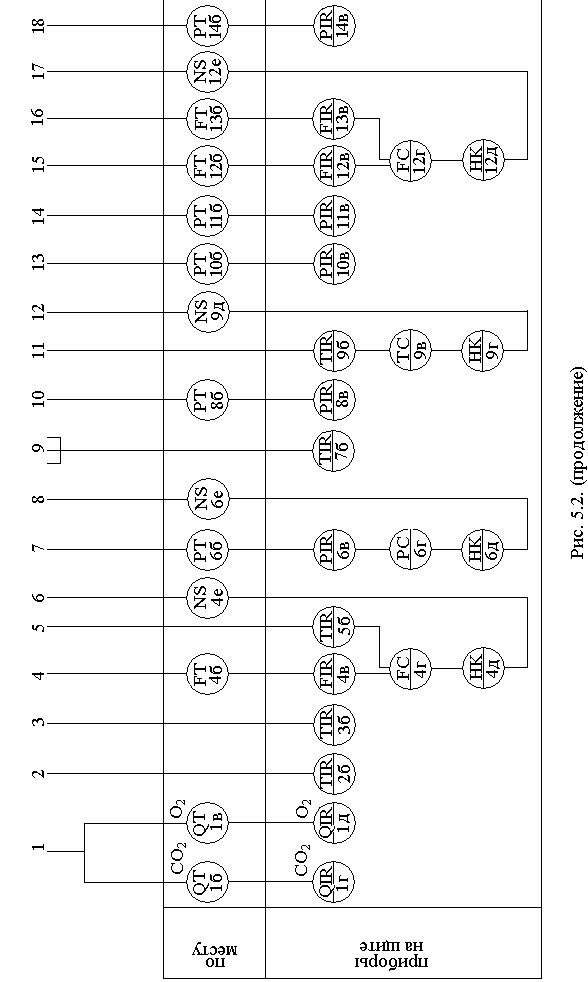 1 2 3 4 5 6 7 8 9 10 11 12 13 14 15 16 17 18
по
месту
CO2
QT
1б
O2
QT
1в
FT
4б
NS
4е
PT
6б
NS
6е
PT
8б
NS
9д
PT
10б
PT
11б
FT
12б
FT
13б
NS
12е
PT
14б
приборы
на щите
CO2
QIR
1г
O2
QIR
1д
TIR
2б
TIR
3б
FIR
4в
TIR
5б
PIR
6в
TIR
7б
PIR
8в
TIR
9б
PIR
10в
PIR
11в
FIR
12в
FIR
13в
PIR
14в
FC
4г
PC
6г
TC
9в
FC
12г
HK
4д
HK
6д
HK
9г
HK
12д
Рис. 5.2. (продолжение)